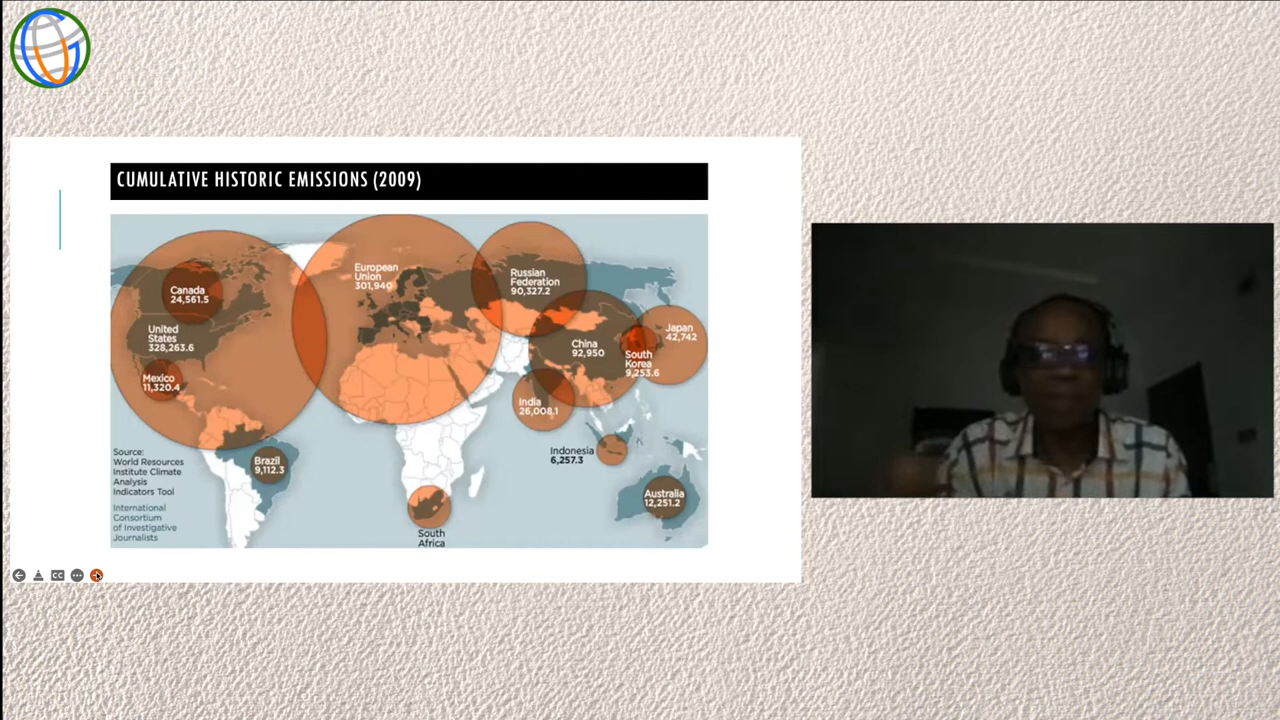 CUMULATIVE HISTORIC EMISSIONS (2009)
Canada
24,561.5
United
States
328,263.6
Mexico
11,320.4
European
Union
301,940
Russian
Federation
90,327.2
China
92,950
South
Korea
9,253.6
Japan
42,742
India
26,008.1
Indonesia
6,257.3
Brazil
9,112.3
South
Africa
Australia
12,251.2
Source:
World Resources
Institute Climate
Analysis
Indicators Tool
International
Consortium
of Investigative
Journalists
CC